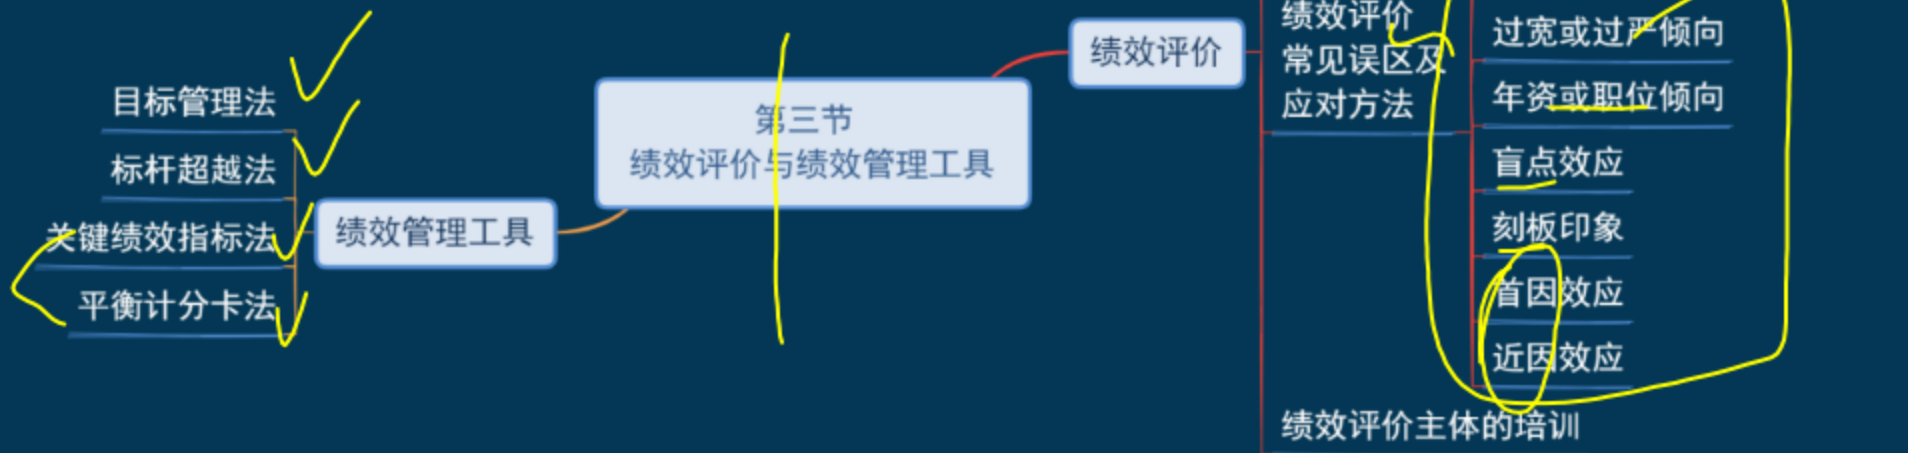 目标管理法
标杆超越法
关键绩效指标法
平衡计分卡法
绩效管理工具
第三节
绩效评价与绩效管理工具
绩效评价
绩效评价
常见误区及
应对方法
过宽或过严倾向
年资或职位倾向
盲点效应
刻板印象
首因效应
近因效应
绩效评价主体的培训